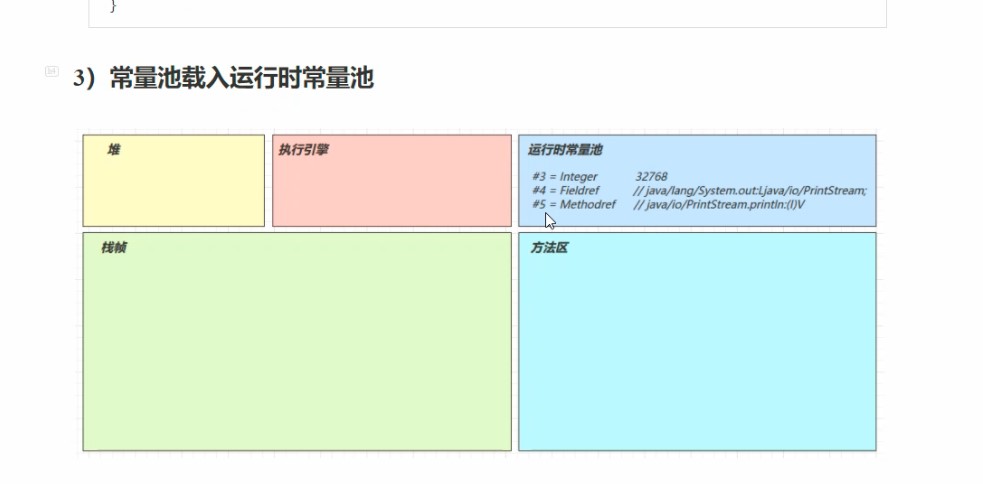 }
3）常量池载入运行时常量池
堆
执行引擎
运行时常量池
#3 = Integer 32768
#4 = Fieldref // java/lang/System.out:Ljava/io/PrintStream;
#5 = Methodref // java/io/PrintStream.println:(I)V
栈帧
方法区